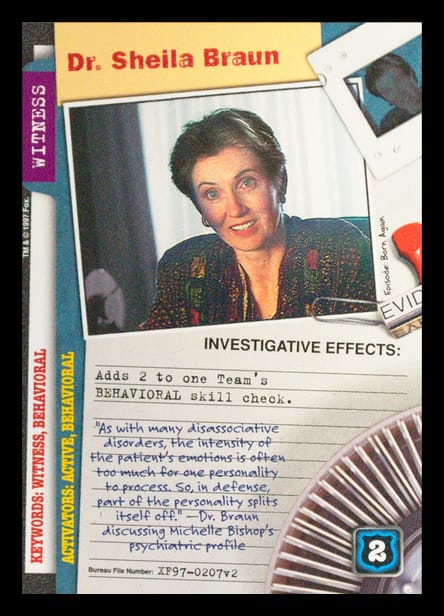 Dr. Sheila Braun
WITNESS
TM & © 1997 Fox.
Episode: Born Again
EVID
INVESTIGATIVE EFFECTS:
Adds 2 to one Team's
BEHAVIORAL skill check.
"As with many disassociative
disorders, the intensity of
the patient's emotions is often
too much for one personality
to process. So, in defense,
part of the personality splits
itself off." - Dr. Braun
discussing Michelle Bishop's
psychiatric profile
KEYWORDS: WITNESS, BEHAVIORAL
ACTIVATORS: ACTIVE, BEHAVIORAL
Bureau File Number: XF97-0207v2
2